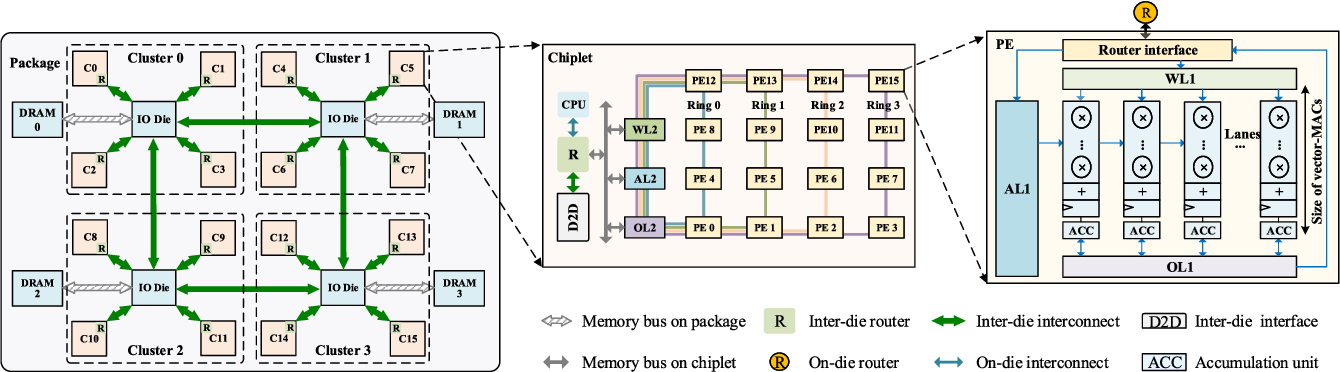 Package
Cluster 0
C0
R
C1
R
IO Die
C2
R
C3
R
DRAM
0
Cluster 1
C4
R
C5
R
IO Die
C6
R
C7
R
DRAM
1
C8
R
C9
R
IO Die
C10
R
C11
R
Cluster 2
DRAM
2
C12
R
C13
R
IO Die
C14
R
C15
R
Cluster 3
DRAM
3
Chiplet
CPU
R
D2D
WL2
AL2
OL2
PE12
PE13
PE14
PE15
Ring 0
Ring 1
Ring 2
Ring 3
PE 8
PE 9
PE10
PE11
PE 4
PE 5
PE 6
PE 7
PE 0
PE 1
PE 2
PE 3
R
PE
Router interface
WL1
AL1
× × × ×
... ... ... ...
Lanes
...
× × × ×
+ + + +
ACC ACC ACC ACC
OL1
Size of vector-MACs
Memory bus on package
R Inter-die router
Inter-die interconnect
D2D Inter-die interface
Memory bus on chiplet
R On-die router
On-die interconnect
ACC Accumulation unit